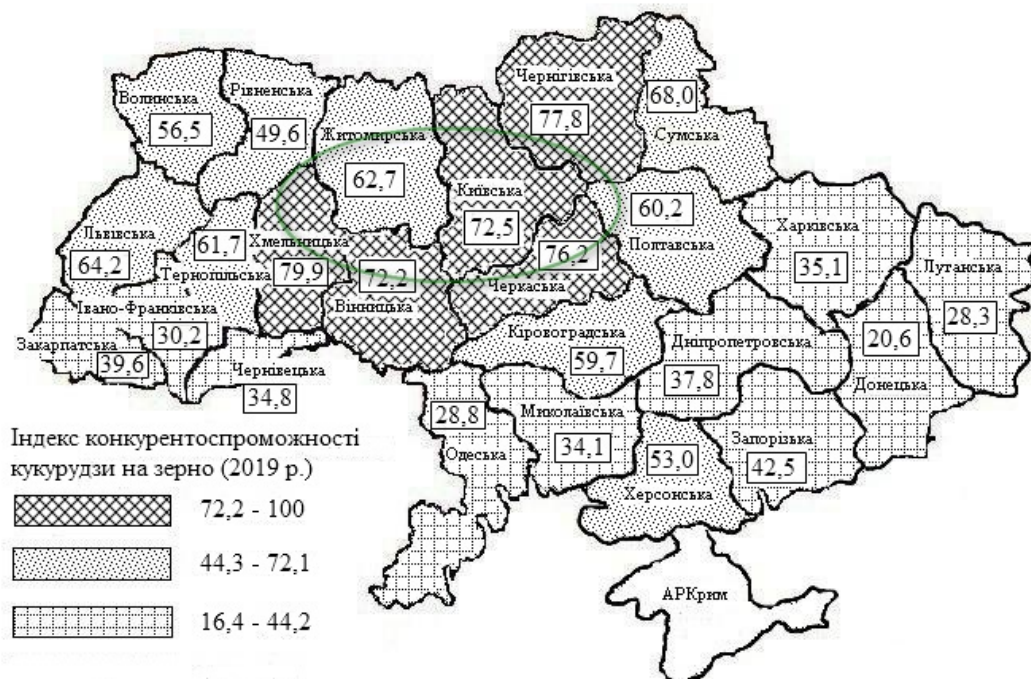 Чернігівська
77,8
68,0
Сумська
Волинська
56,5
Рівненська
49,6
Житомирська
62,7
Київська
72,5
60,2
Полтавська
Харківська
35,1
Луганська
28,3
Львівська
64,2
61,7
Тернопільська
Хмельницька
79,9
72,2
Вінницька
76,2
Черкаська
Івано-Франківська
30,2
Закарпатська
39,6
Чернівецька
34,8
Кіровоградська
59,7
Дніпропетровська
37,8
20,6
Донецька
28,8
Одеська
Миколаївська
34,1
53,0
Херсонська
Запорізька
42,5
АРКрим
Індекс конкурентоспроможності
кукурудзи на зерно (2019 р.)
72,2 - 100
44,3 - 72,1
16,4 - 44,2